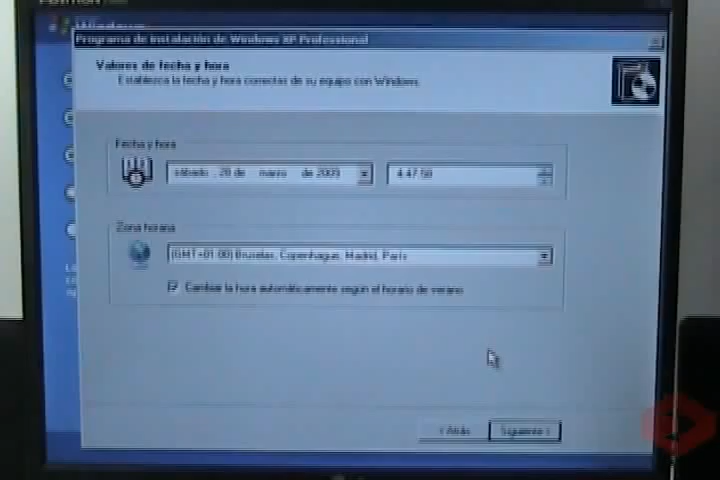 Windows
Programa de instalación de Windows XP Professional
Valores de fecha y hora
Establezca la fecha y hora correctas de su equipo con Windows.
Fecha y hora
sábado , 28 de marzo de 2009
4:47:50
Zona horaria
(GMT+01:00) Bruselas, Copenhague, Madrid, París
Cambiar la hora automáticamente según el horario de verano
< Atrás
Siguiente >